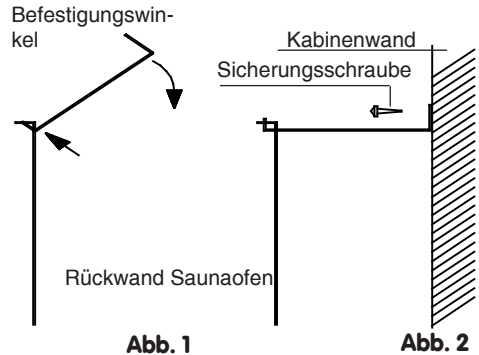 Befestigungswin-
kel
Kabinenwand
Sicherungsschraube
Rückwand Saunaofen
Abb. 1
Abb. 2